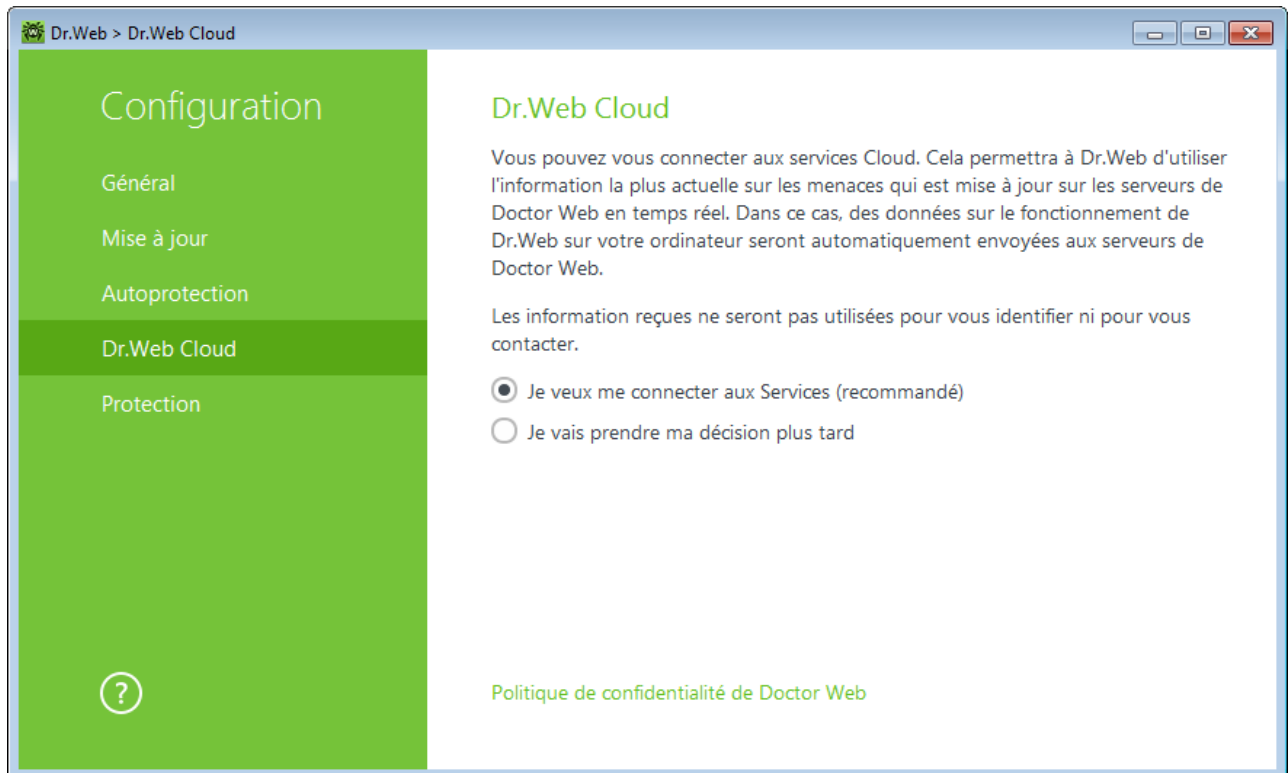 Dr.Web > Dr.Web Cloud
Configuration
Général
Mise à jour
Autoprotection
Dr.Web Cloud
Protection
?
Dr.Web Cloud
Vous pouvez vous connecter aux services Cloud. Cela permettra à Dr.Web d'utiliser
l'information la plus actuelle sur les menaces qui est mise à jour sur les serveurs de
Doctor Web en temps réel. Dans ce cas, des données sur le fonctionnement de
Dr.Web sur votre ordinateur seront automatiquement envoyées aux serveurs de
Doctor Web.
Les information reçues ne seront pas utilisées pour vous identifier ni pour vous
contacter.
Je veux me connecter aux Services (recommandé)
Je vais prendre ma décision plus tard
Politique de confidentialité de Doctor Web